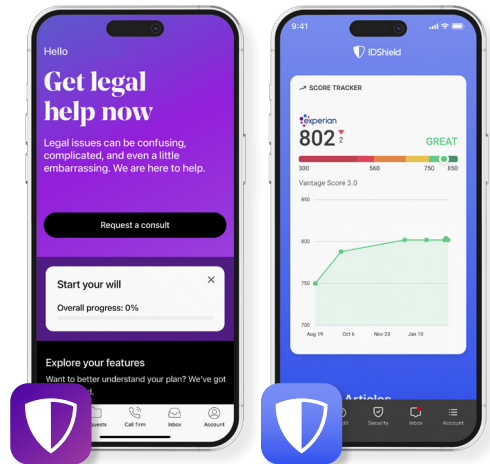 Hello
Get legal
help now
Legal issues can be confusing,
complicated, and even a little
embarrassing. We are here to help.
Request a consult
Start your will
Overall progress: 0%
Explore your features
Want to better understand your plan? We've got
Call firm
Inbox
Account
9:41
IDShield
SCORE TRACKER
experian
802 2
GREAT
300 560 750 850
Vantage Score 3.0
850
800
750
700
Aug 19 Oct 6 Nov 23 Jan 10
Articles
Security
Inbox
Account